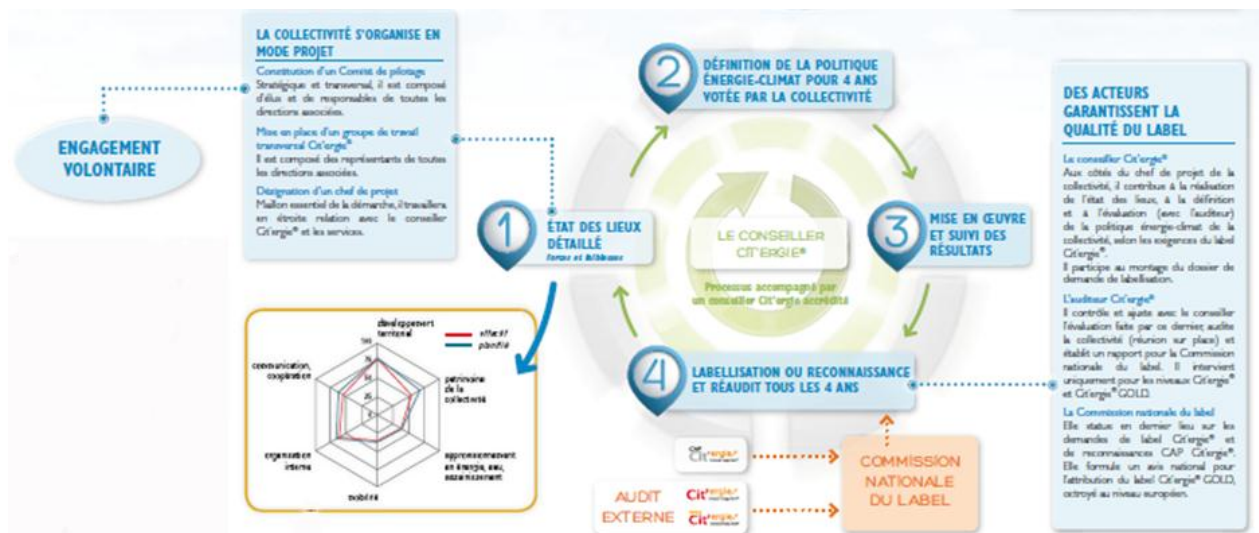 ENGAGEMENT
VOLONTAIRE
LA COLLECTIVITÉ S'ORGANISE EN
MODE PROJET
Constitution d'un Comité de pilotage
Stratégique et transversal, il est composé
d'élus et de responsables de toutes les
directions associées.
Mise en place d'un groupe de travail
transversal Cit'ergie®
Il est composé des représentants de toutes
les directions associées.
Désignation d'un chef de projet
Maillon essentiel de la démarche, il travaillera
en étroite relation avec le conseiller
Cit'ergie® et les services.
1
ÉTAT DES LIEUX
DÉTAILLÉ
forces et faiblesses
2
DÉFINITION DE LA POLITIQUE
ÉNERGIE-CLIMAT POUR 4 ANS
VOTÉE PAR LA COLLECTIVITÉ
3
MISE EN ŒUVRE
ET SUIVI DES
RÉSULTATS
4
LABELLISATION OU RECONNAISSANCE
ET RÉAUDIT TOUS LES 4 ANS
LE CONSEILLER
CIT'ERGIE®
Processus accompagné par
un conseiller Cit'ergie accrédité
développement
territorial
effectif
planifié
100
75
50
25
0
communication,
coopération
patrimoine
de la
collectivité
organisation
interne
approvisionnement
en énergie, eau,
assainissement
mobilité
CAP
Cit'ergie
AUDIT
EXTERNE
Cit'ergie
Cit'ergie
COMMISSION
NATIONALE
DU LABEL
DES ACTEURS
GARANTISSENT LA
QUALITÉ DU LABEL
Le conseiller Cit'ergie®
Aux côtés du chef de projet de la
collectivité, il contribue à la réalisation
de l'état des lieux, à la définition
et à l'évaluation (avec l'auditeur)
de la politique énergie-climat de la
collectivité, selon les exigences du label
Cit'ergie®.
Il participe au montage du dossier de
demande de labellisation.
L'auditeur Cit'ergie®
Il contrôle et ajuste avec le conseiller
l'évaluation faite par ce dernier, audite
la collectivité (réunion sur place) et
établit un rapport pour la Commission
nationale du label. Il intervient
uniquement pour les niveaux Cit'ergie®
et Cit'ergie® GOLD.
La Commission nationale du label
Elle statue en dernier lieu sur les
demandes de label Cit'ergie® et
de reconnaissances CAP Cit'ergie®.
Elle formule un avis national pour
l'attribution du label Cit'ergie® GOLD,
octroyé au niveau européen.